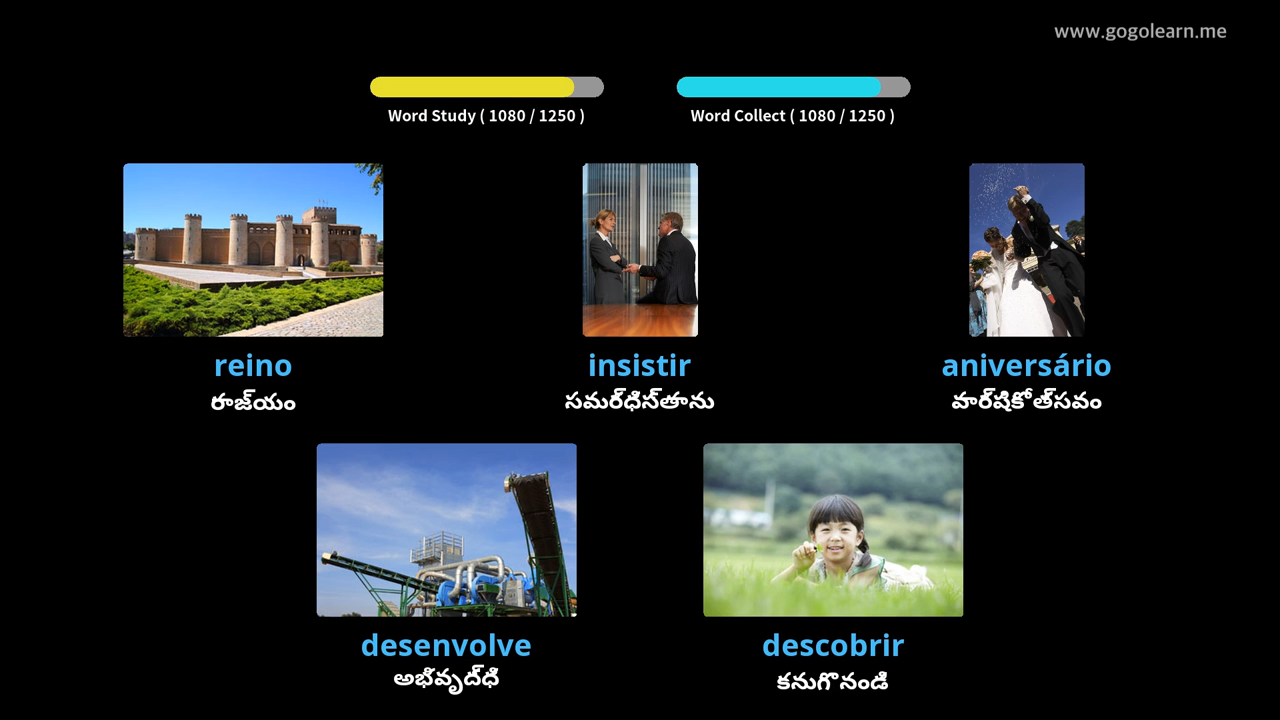 www.gogolearn.me
Word Study ( 1080 / 1250 )
Word Collect ( 1080 / 1250 )
reino
రాజ్‌యం
insistir
సమర్‌ధిస్‌తాను
aniversário
వార్‌షికోత్‌సవం
desenvolve
అభివృద్‌ధి
descobrir
కనుగొనండి